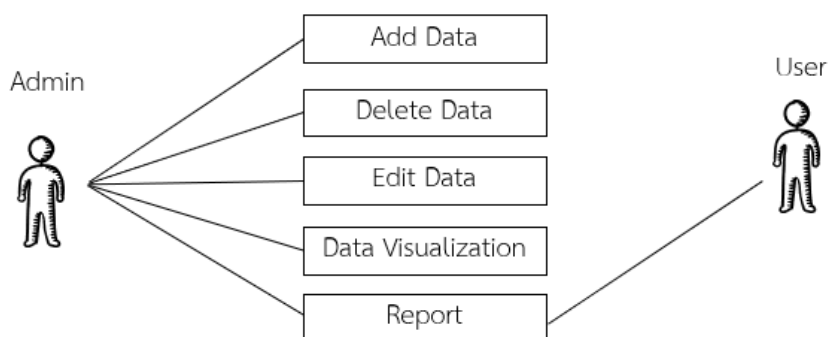 Add Data
Admin
User
Delete Data
Edit Data
Data Visualization
Report